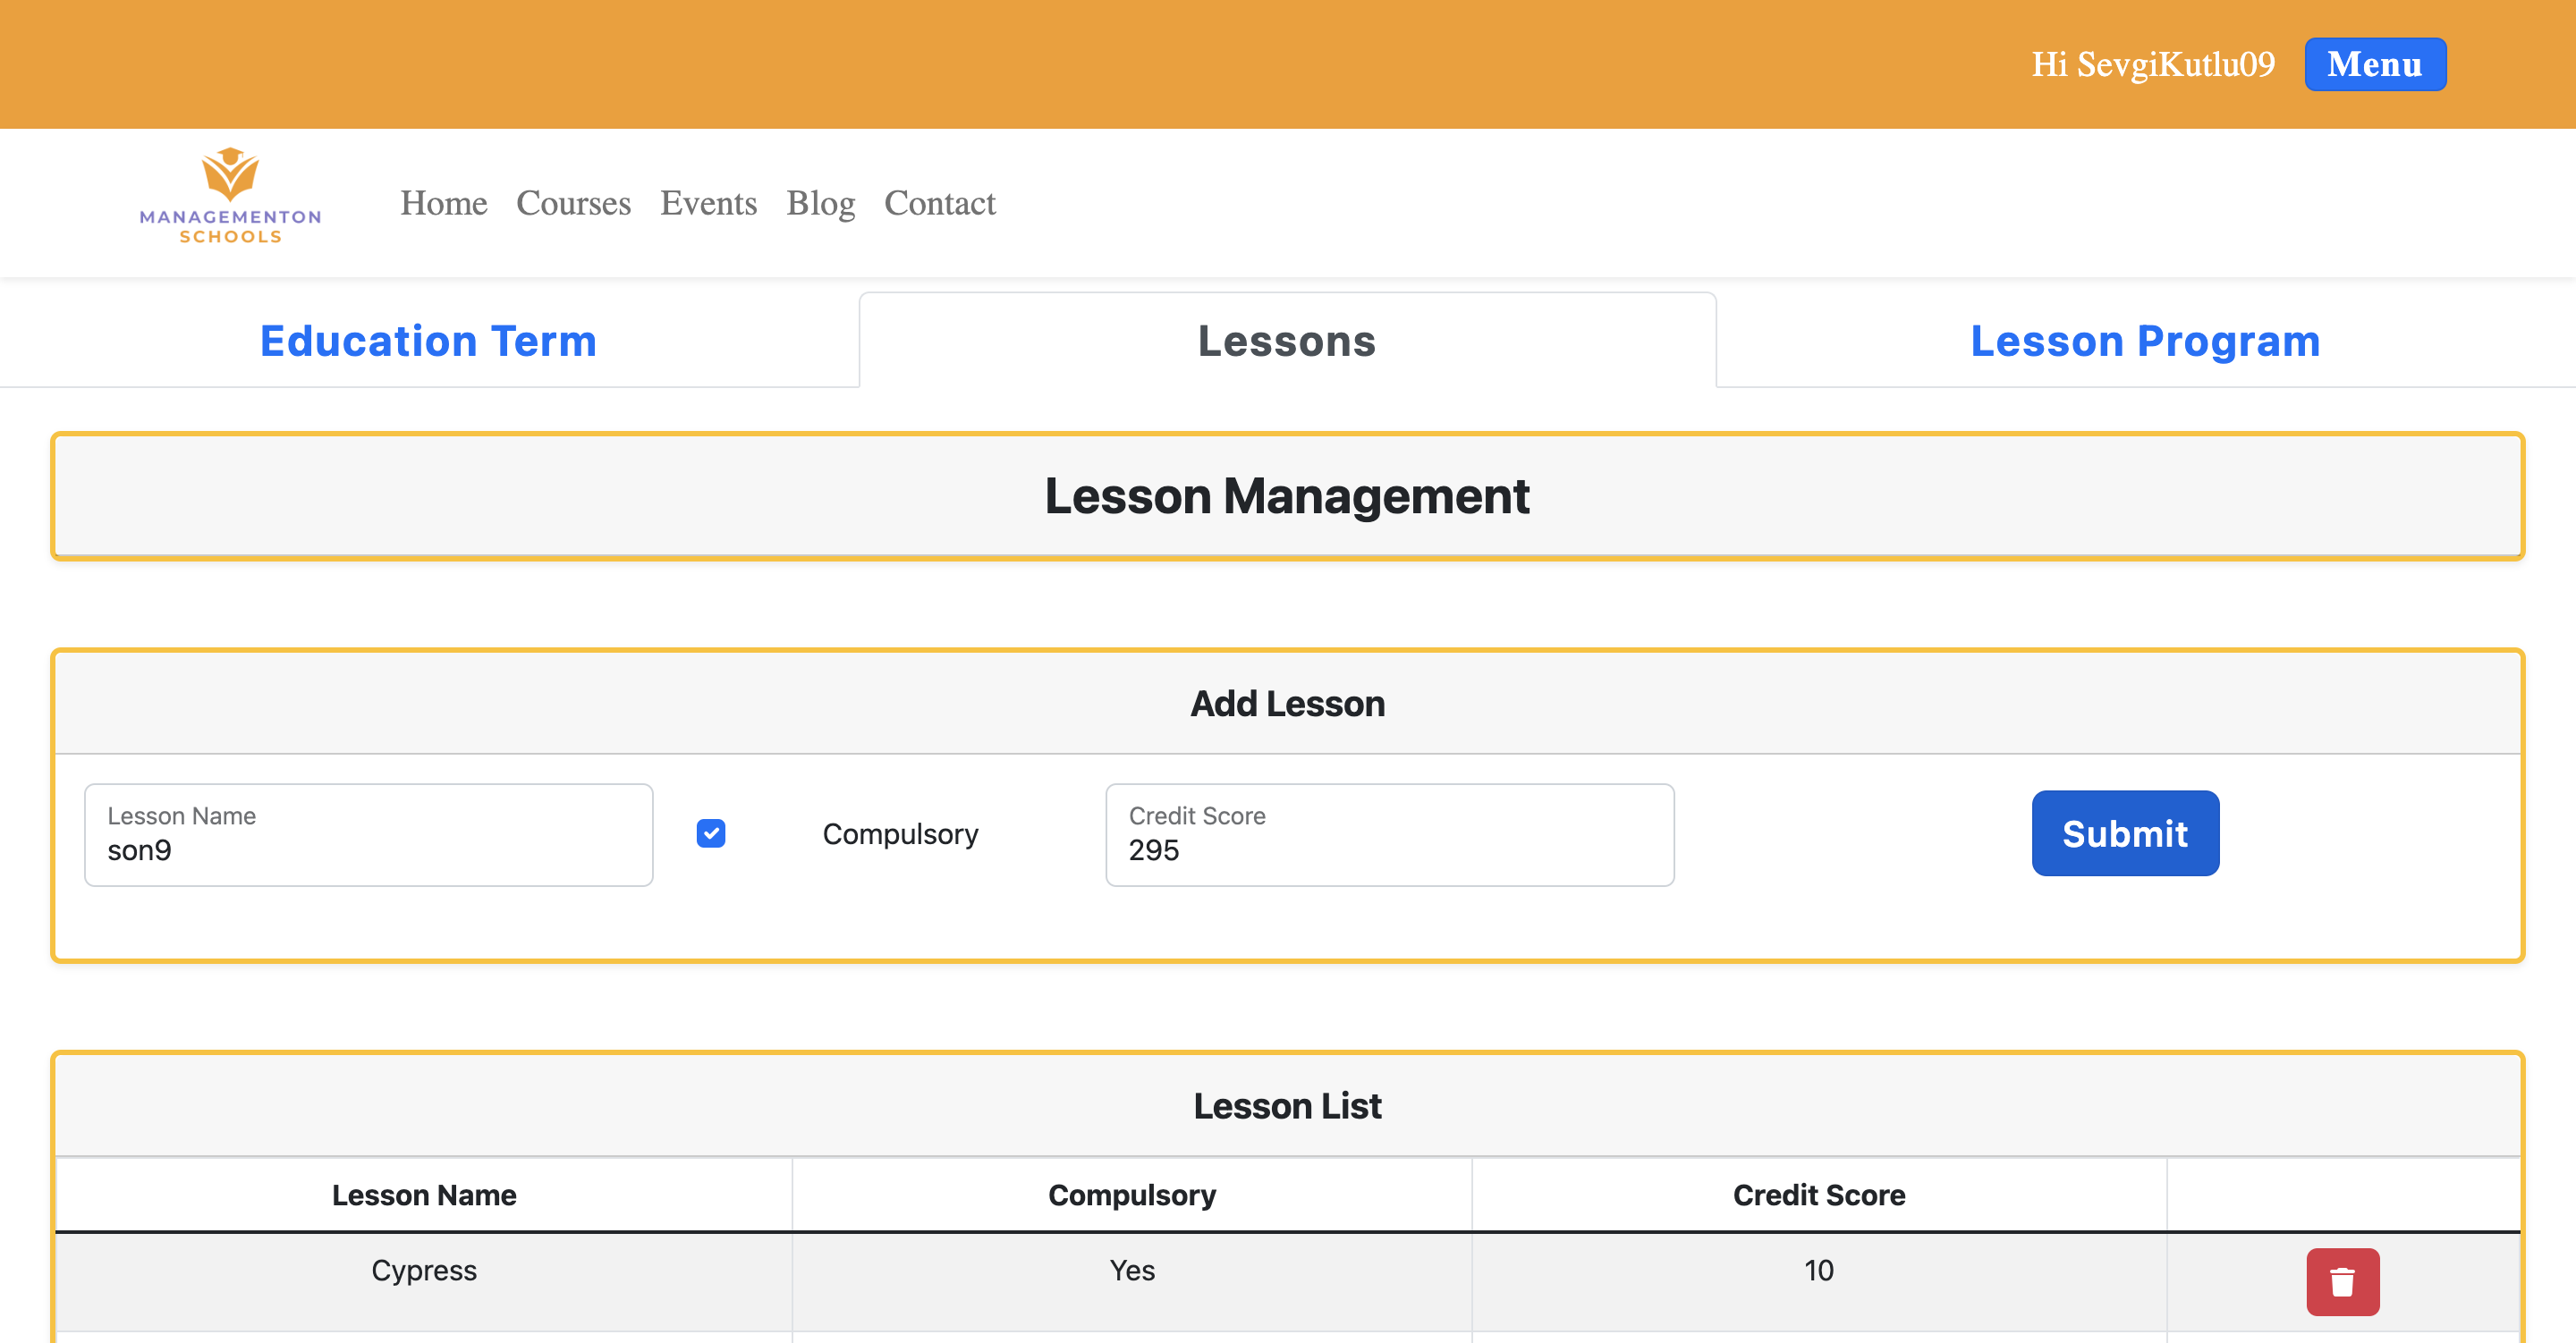 Hi SevgiKutlu09 Menu
MANAGEMENTON
SCHOOLS
Home Courses Events Blog Contact
Education Term Lessons Lesson Program
Lesson Management
Add Lesson
Lesson Name
son9
Compulsory
Credit Score
295
Submit
Lesson List
Lesson Name Compulsory Credit Score
Cypress Yes 10